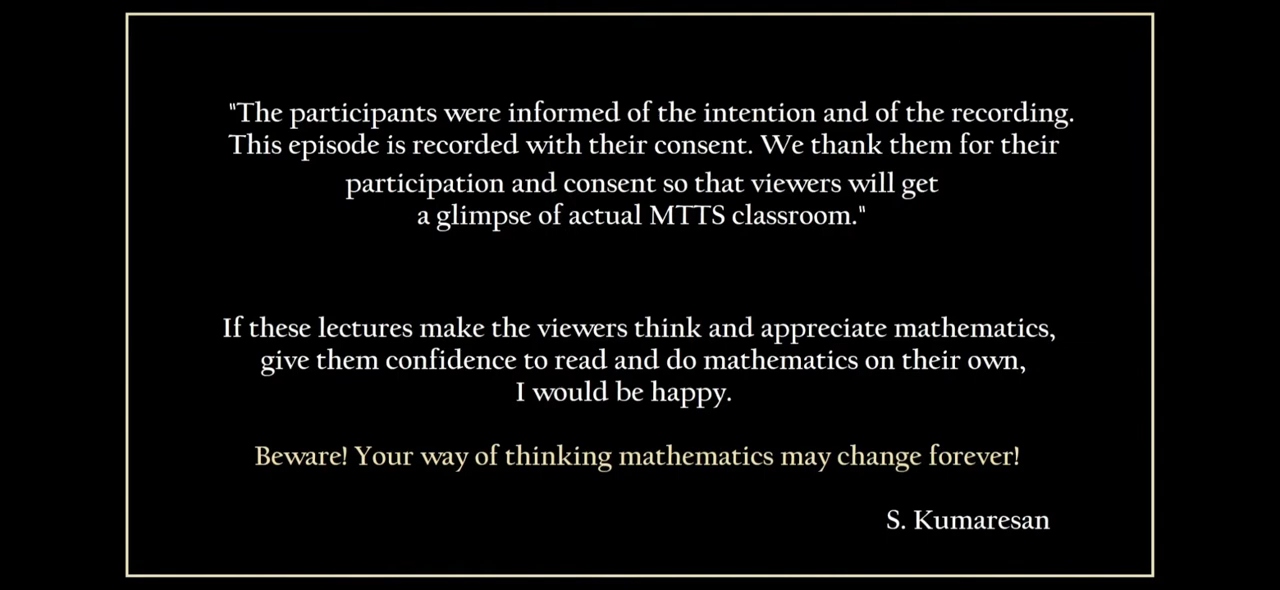 "The participants were informed of the intention and of the recording.
This episode is recorded with their consent. We thank them for their
participation and consent so that viewers will get
a glimpse of actual MTTS classroom."
If these lectures make the viewers think and appreciate mathematics,
give them confidence to read and do mathematics on their own,
I would be happy.
Beware! Your way of thinking mathematics may change forever!
S. Kumaresan